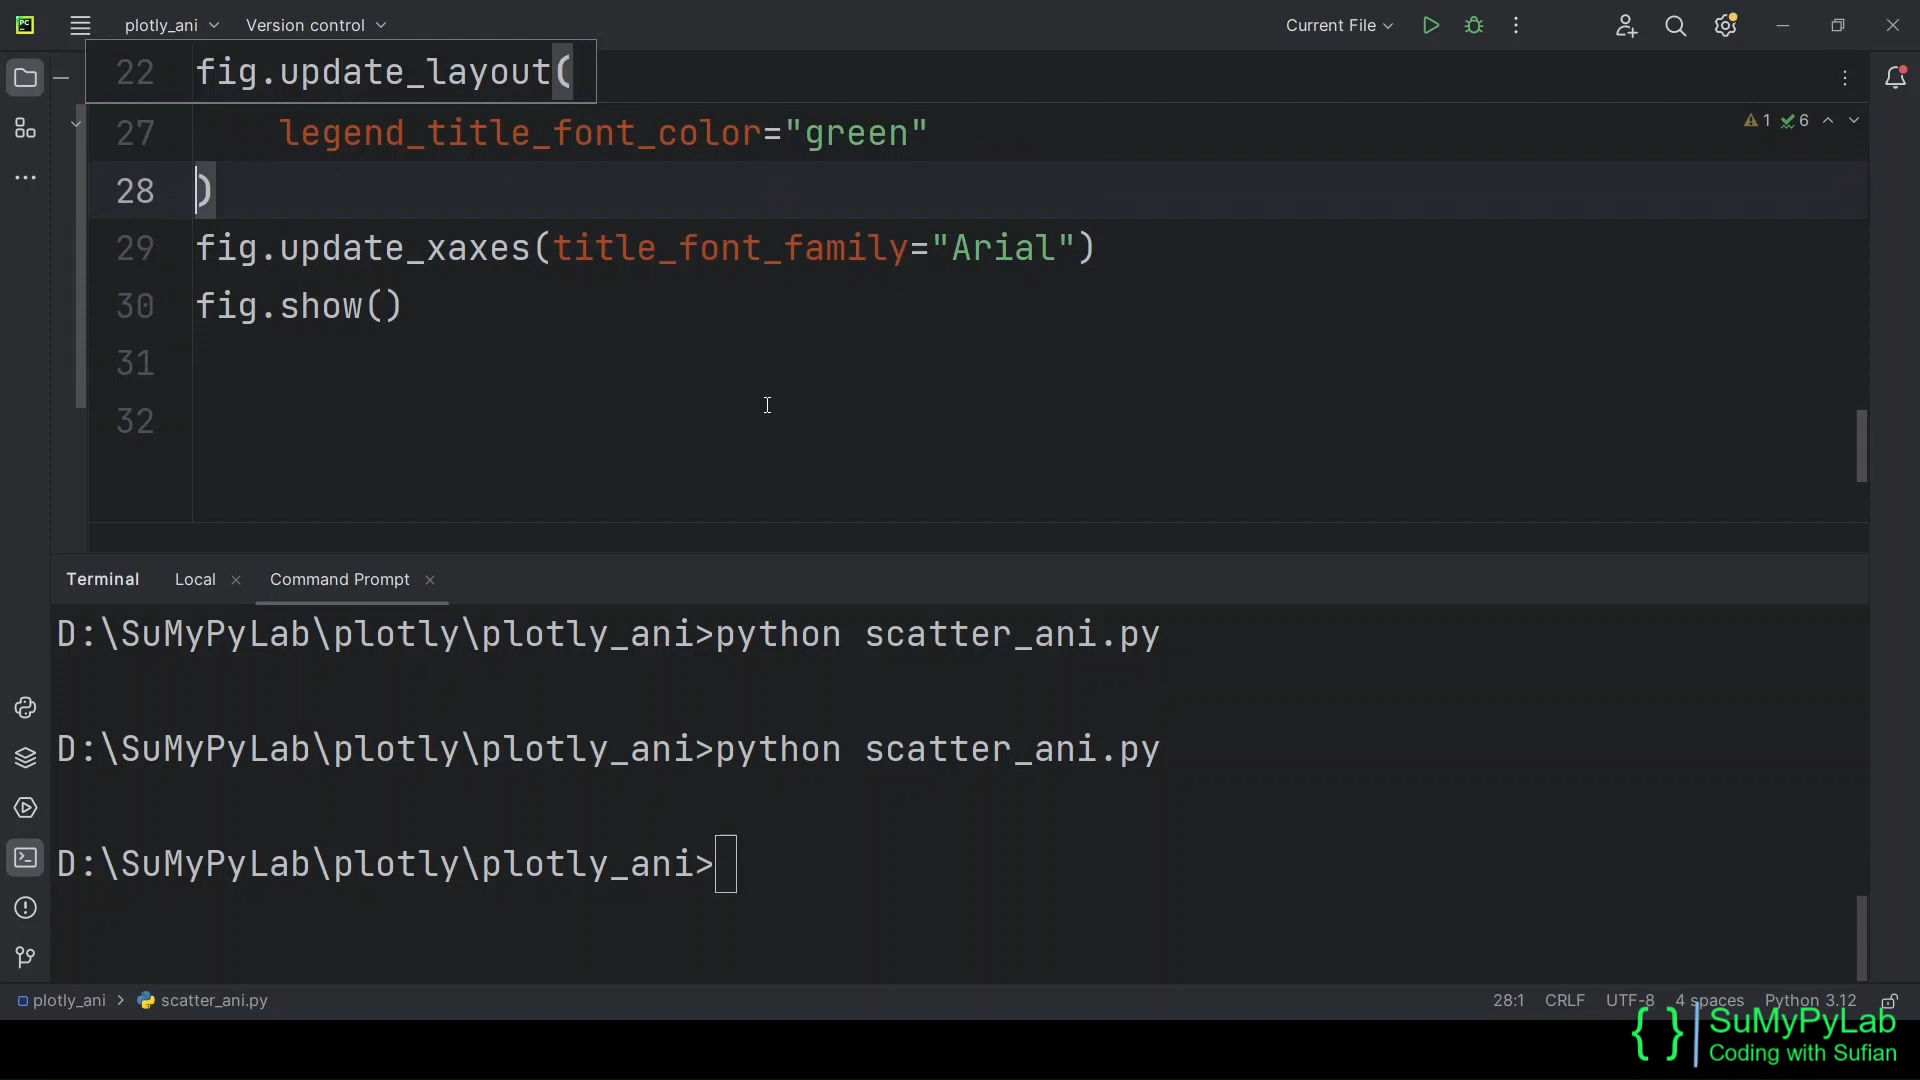 PC
plotly_ani
Version control
Current File
22 fig.update_layout(
27 legend_title_font_color="green"
1 6
28 )
29 fig.update_xaxes(title_font_family="Arial")
30 fig.show()
31
32
Terminal Local Command Prompt
D:\SuMyPyLab\plotly\plotly_ani>python scatter_ani.py
D:\SuMyPyLab\plotly\plotly_ani>python scatter_ani.py
D:\SuMyPyLab\plotly\plotly_ani>
plotly_ani > scatter_ani.py
28:1 CRLF UTF-8 4 spaces Python 3.12
{ } SuMyPyLab
Coding with Sufian